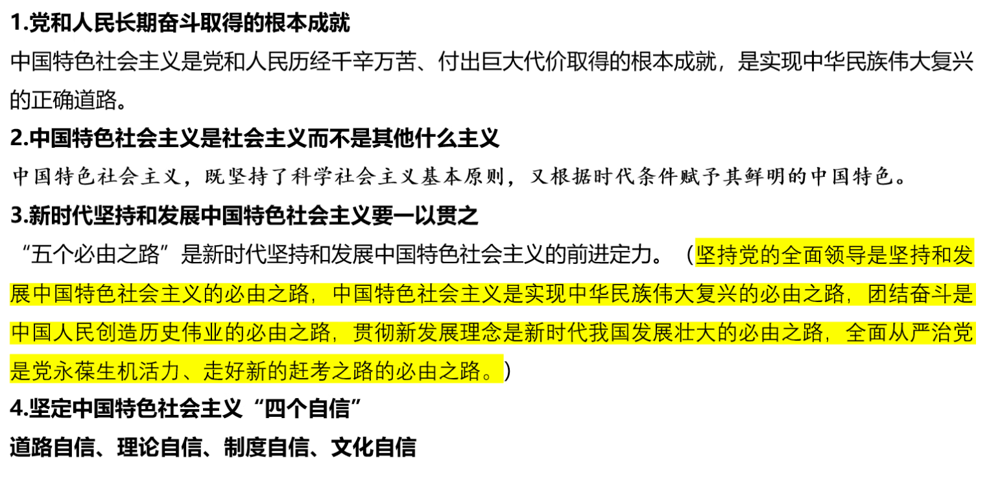 1.党和人民长期奋斗取得的根本成就
中国特色社会主义是党和人民历经千辛万苦、付出巨大代价取得的根本成就，是实现中华民族伟大复兴
的正确道路。
2.中国特色社会主义是社会主义而不是其他什么主义
中国特色社会主义，既坚持了科学社会主义基本原则，又根据时代条件赋予其鲜明的中国特色。
3.新时代坚持和发展中国特色社会主义要一以贯之
“五个必由之路”是新时代坚持和发展中国特色社会主义的前进定力。（坚持党的全面领导是坚持和发
展中国特色社会主义的必由之路，中国特色社会主义是实现中华民族伟大复兴的必由之路，团结奋斗是
中国人民创造历史伟业的必由之路，贯彻新发展理念是新时代我国发展壮大的必由之路，全面从严治党
是党永葆生机活力、走好新的赶考之路的必由之路。）
4.坚定中国特色社会主义“四个自信”
道路自信、理论自信、制度自信、文化自信